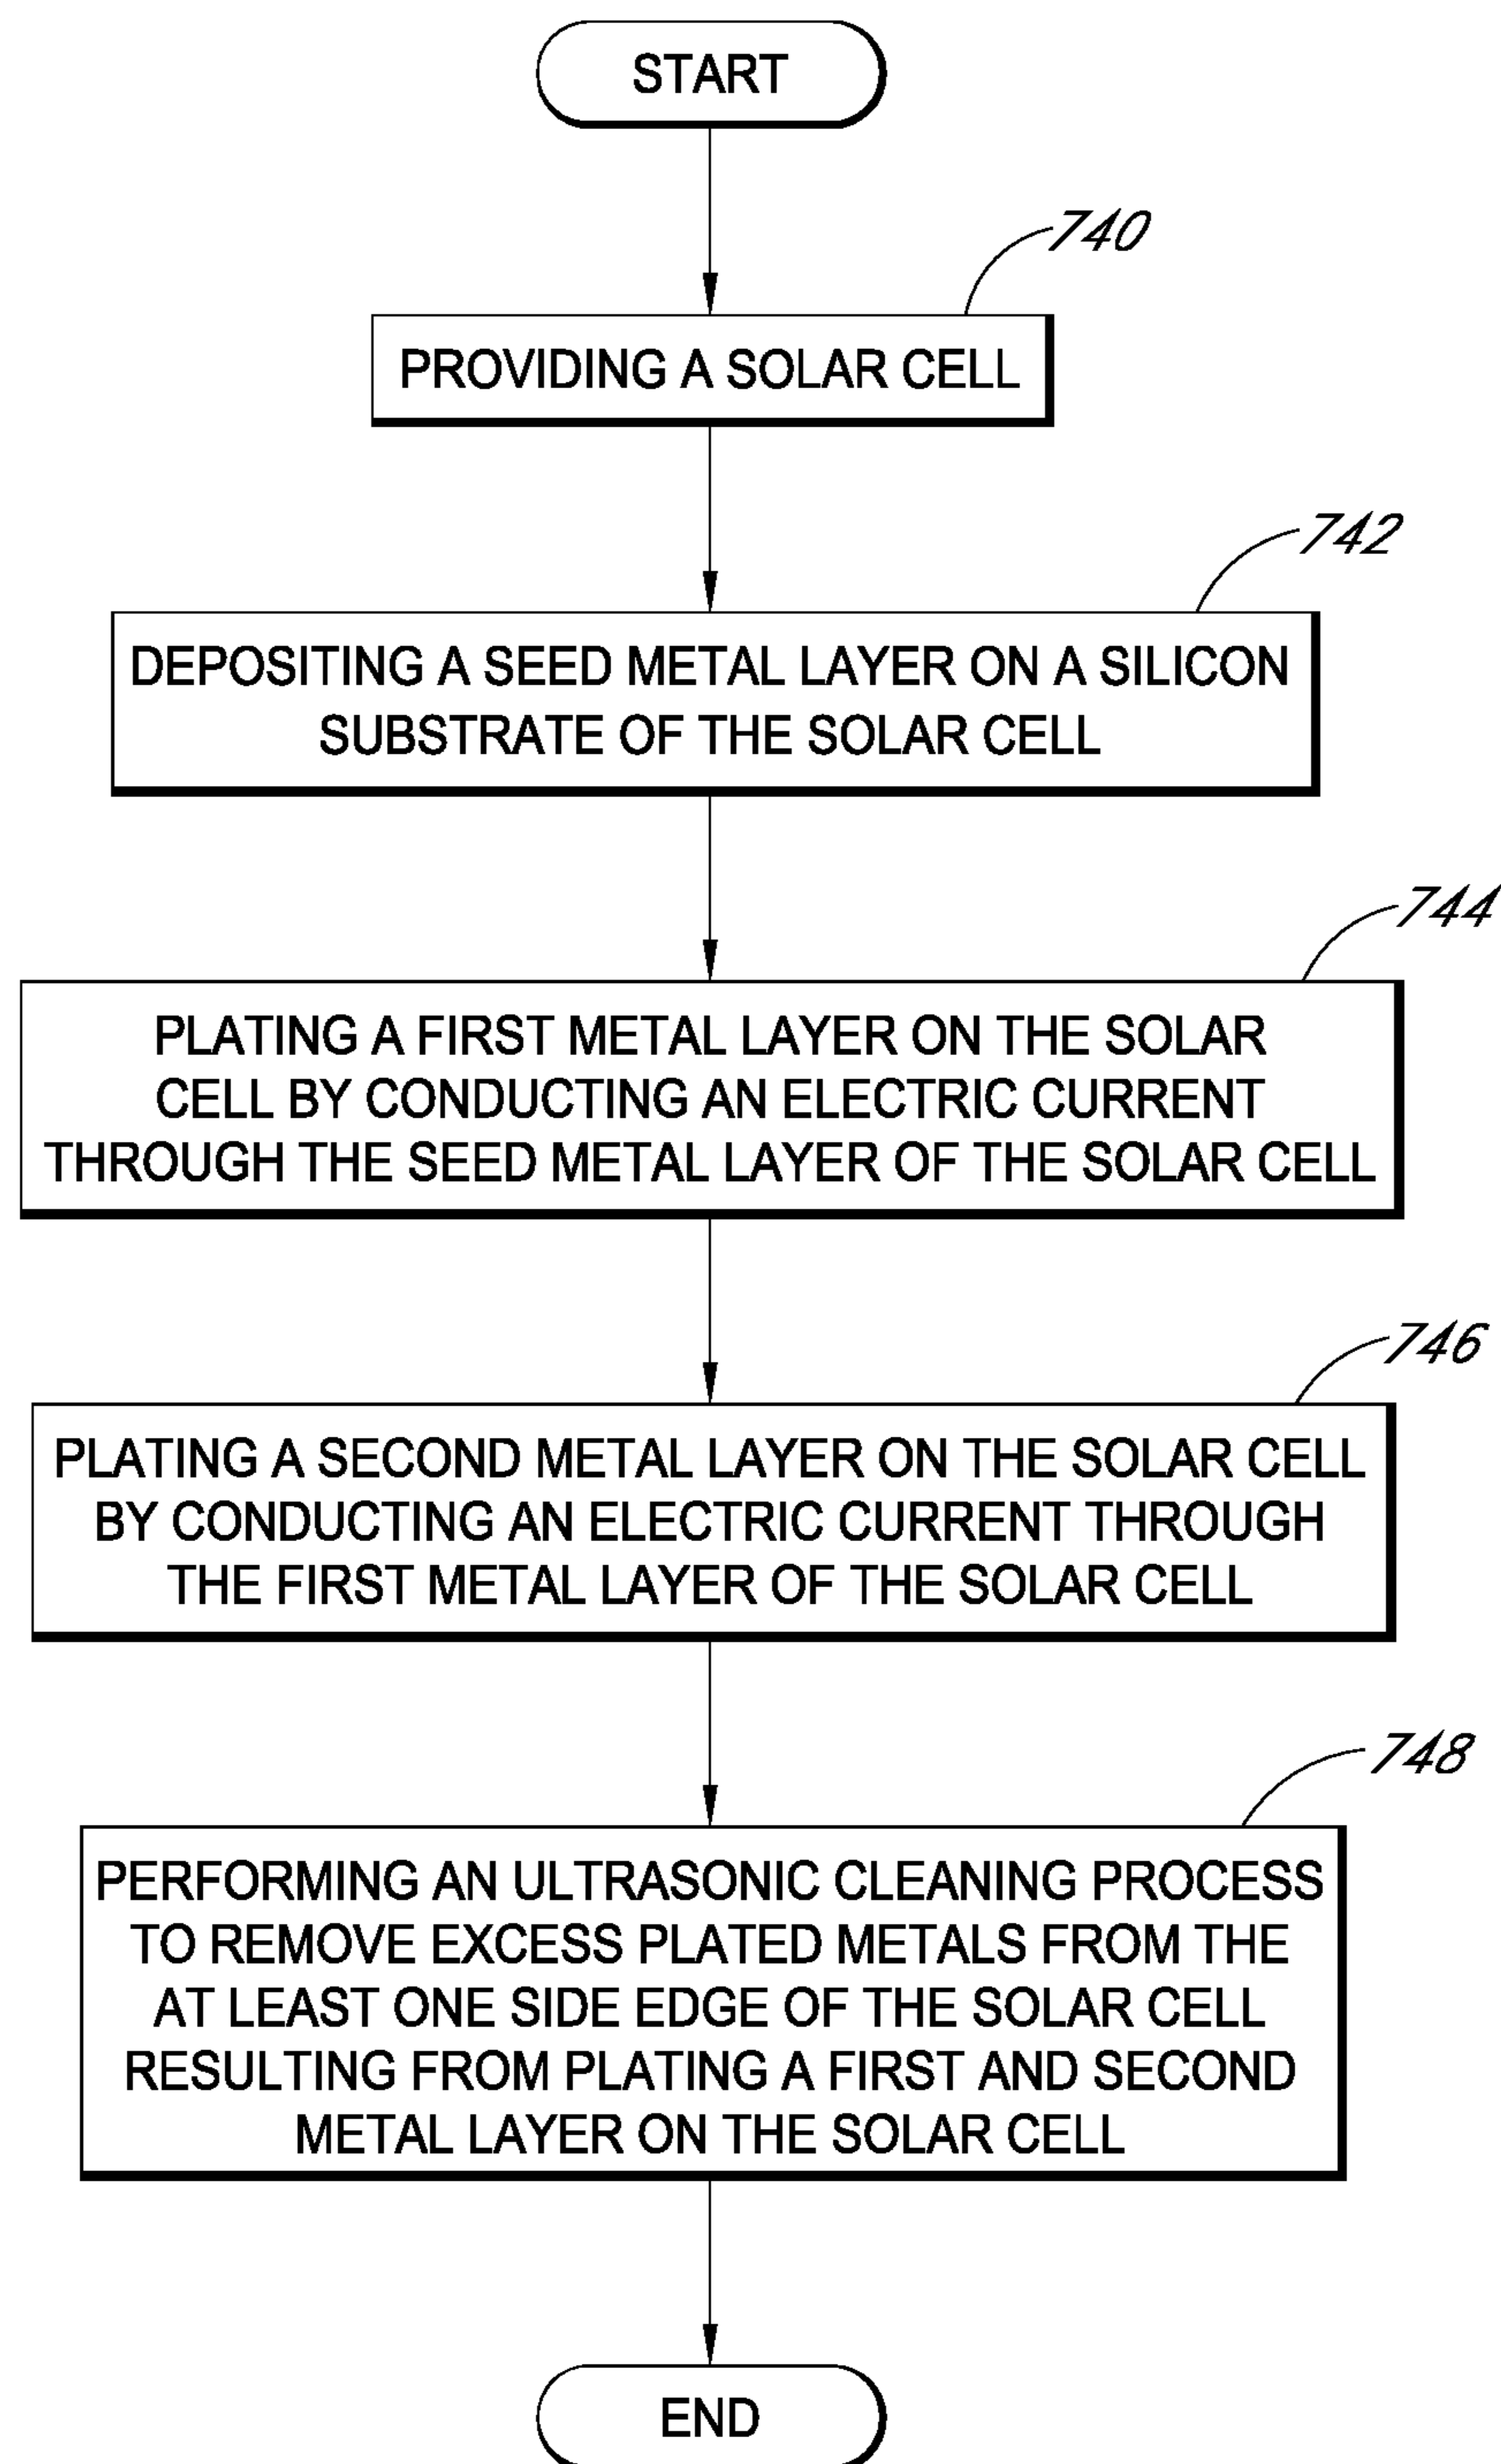 START
740
PROVIDING A SOLAR CELL
742
DEPOSITING A SEED METAL LAYER ON A SILICON
SUBSTRATE OF THE SOLAR CELL
744
PLATING A FIRST METAL LAYER ON THE SOLAR
CELL BY CONDUCTING AN ELECTRIC CURRENT
THROUGH THE SEED METAL LAYER OF THE SOLAR CELL
746
PLATING A SECOND METAL LAYER ON THE SOLAR CELL
BY CONDUCTING AN ELECTRIC CURRENT THROUGH
THE FIRST METAL LAYER OF THE SOLAR CELL
748
PERFORMING AN ULTRASONIC CLEANING PROCESS
TO REMOVE EXCESS PLATED METALS FROM THE
AT LEAST ONE SIDE EDGE OF THE SOLAR CELL
RESULTING FROM PLATING A FIRST AND SECOND
METAL LAYER ON THE SOLAR CELL
END